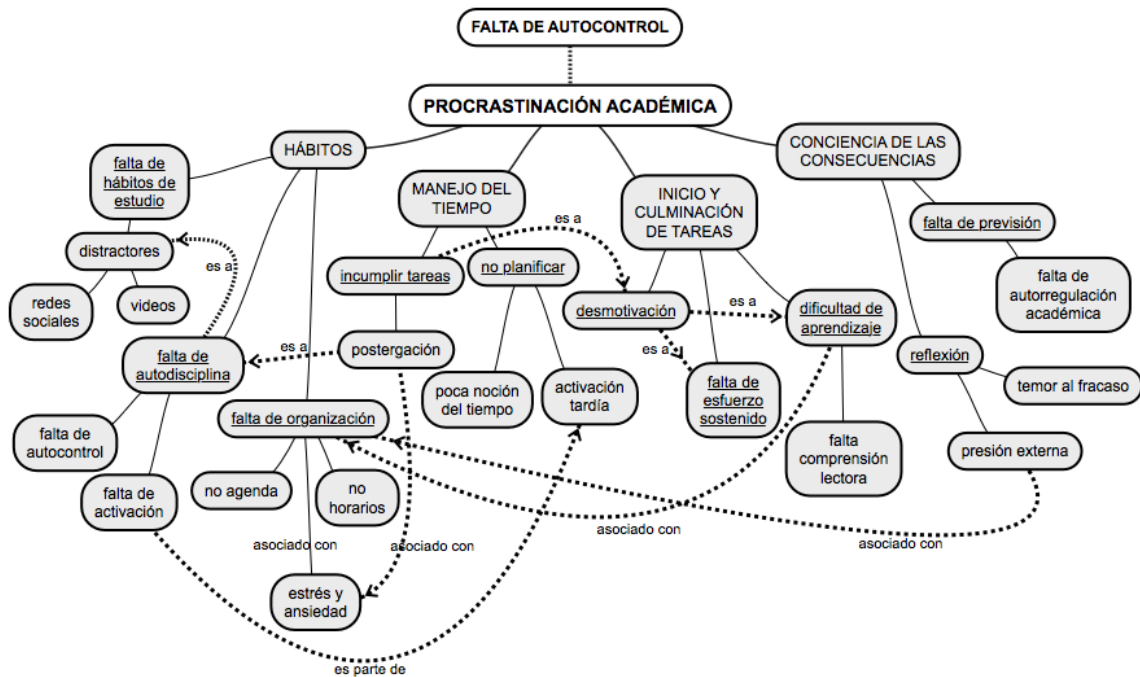 FALTA DE AUTOCONTROL
PROCRASTINACIÓN ACADÉMICA
HÁBITOS
CONCIENCIA DE LAS
CONSECUENCIAS
falta de
hábitos de
estudio
MANEJO DEL
TIEMPO
INICIO Y
CULMINACIÓN
DE TAREAS
falta de previsión
distractores
es a
es a
incumplir tareas
no planificar
redes
sociales
videos
desmotivación
es a
dificultad de
aprendizaje
falta de
autorregulación
académica
falta de
autodisciplina
es a
postergación
es a
reflexión
poca noción
del tiempo
activación
tardía
falta de
esfuerzo
sostenido
temor al fracaso
falta de
autocontrol
falta de organización
falta
comprensión
lectora
presión externa
falta de
activación
no agenda
no
horarios
asociado con
asociado con
asociado con
asociado con
estrés y
ansiedad
es parte de